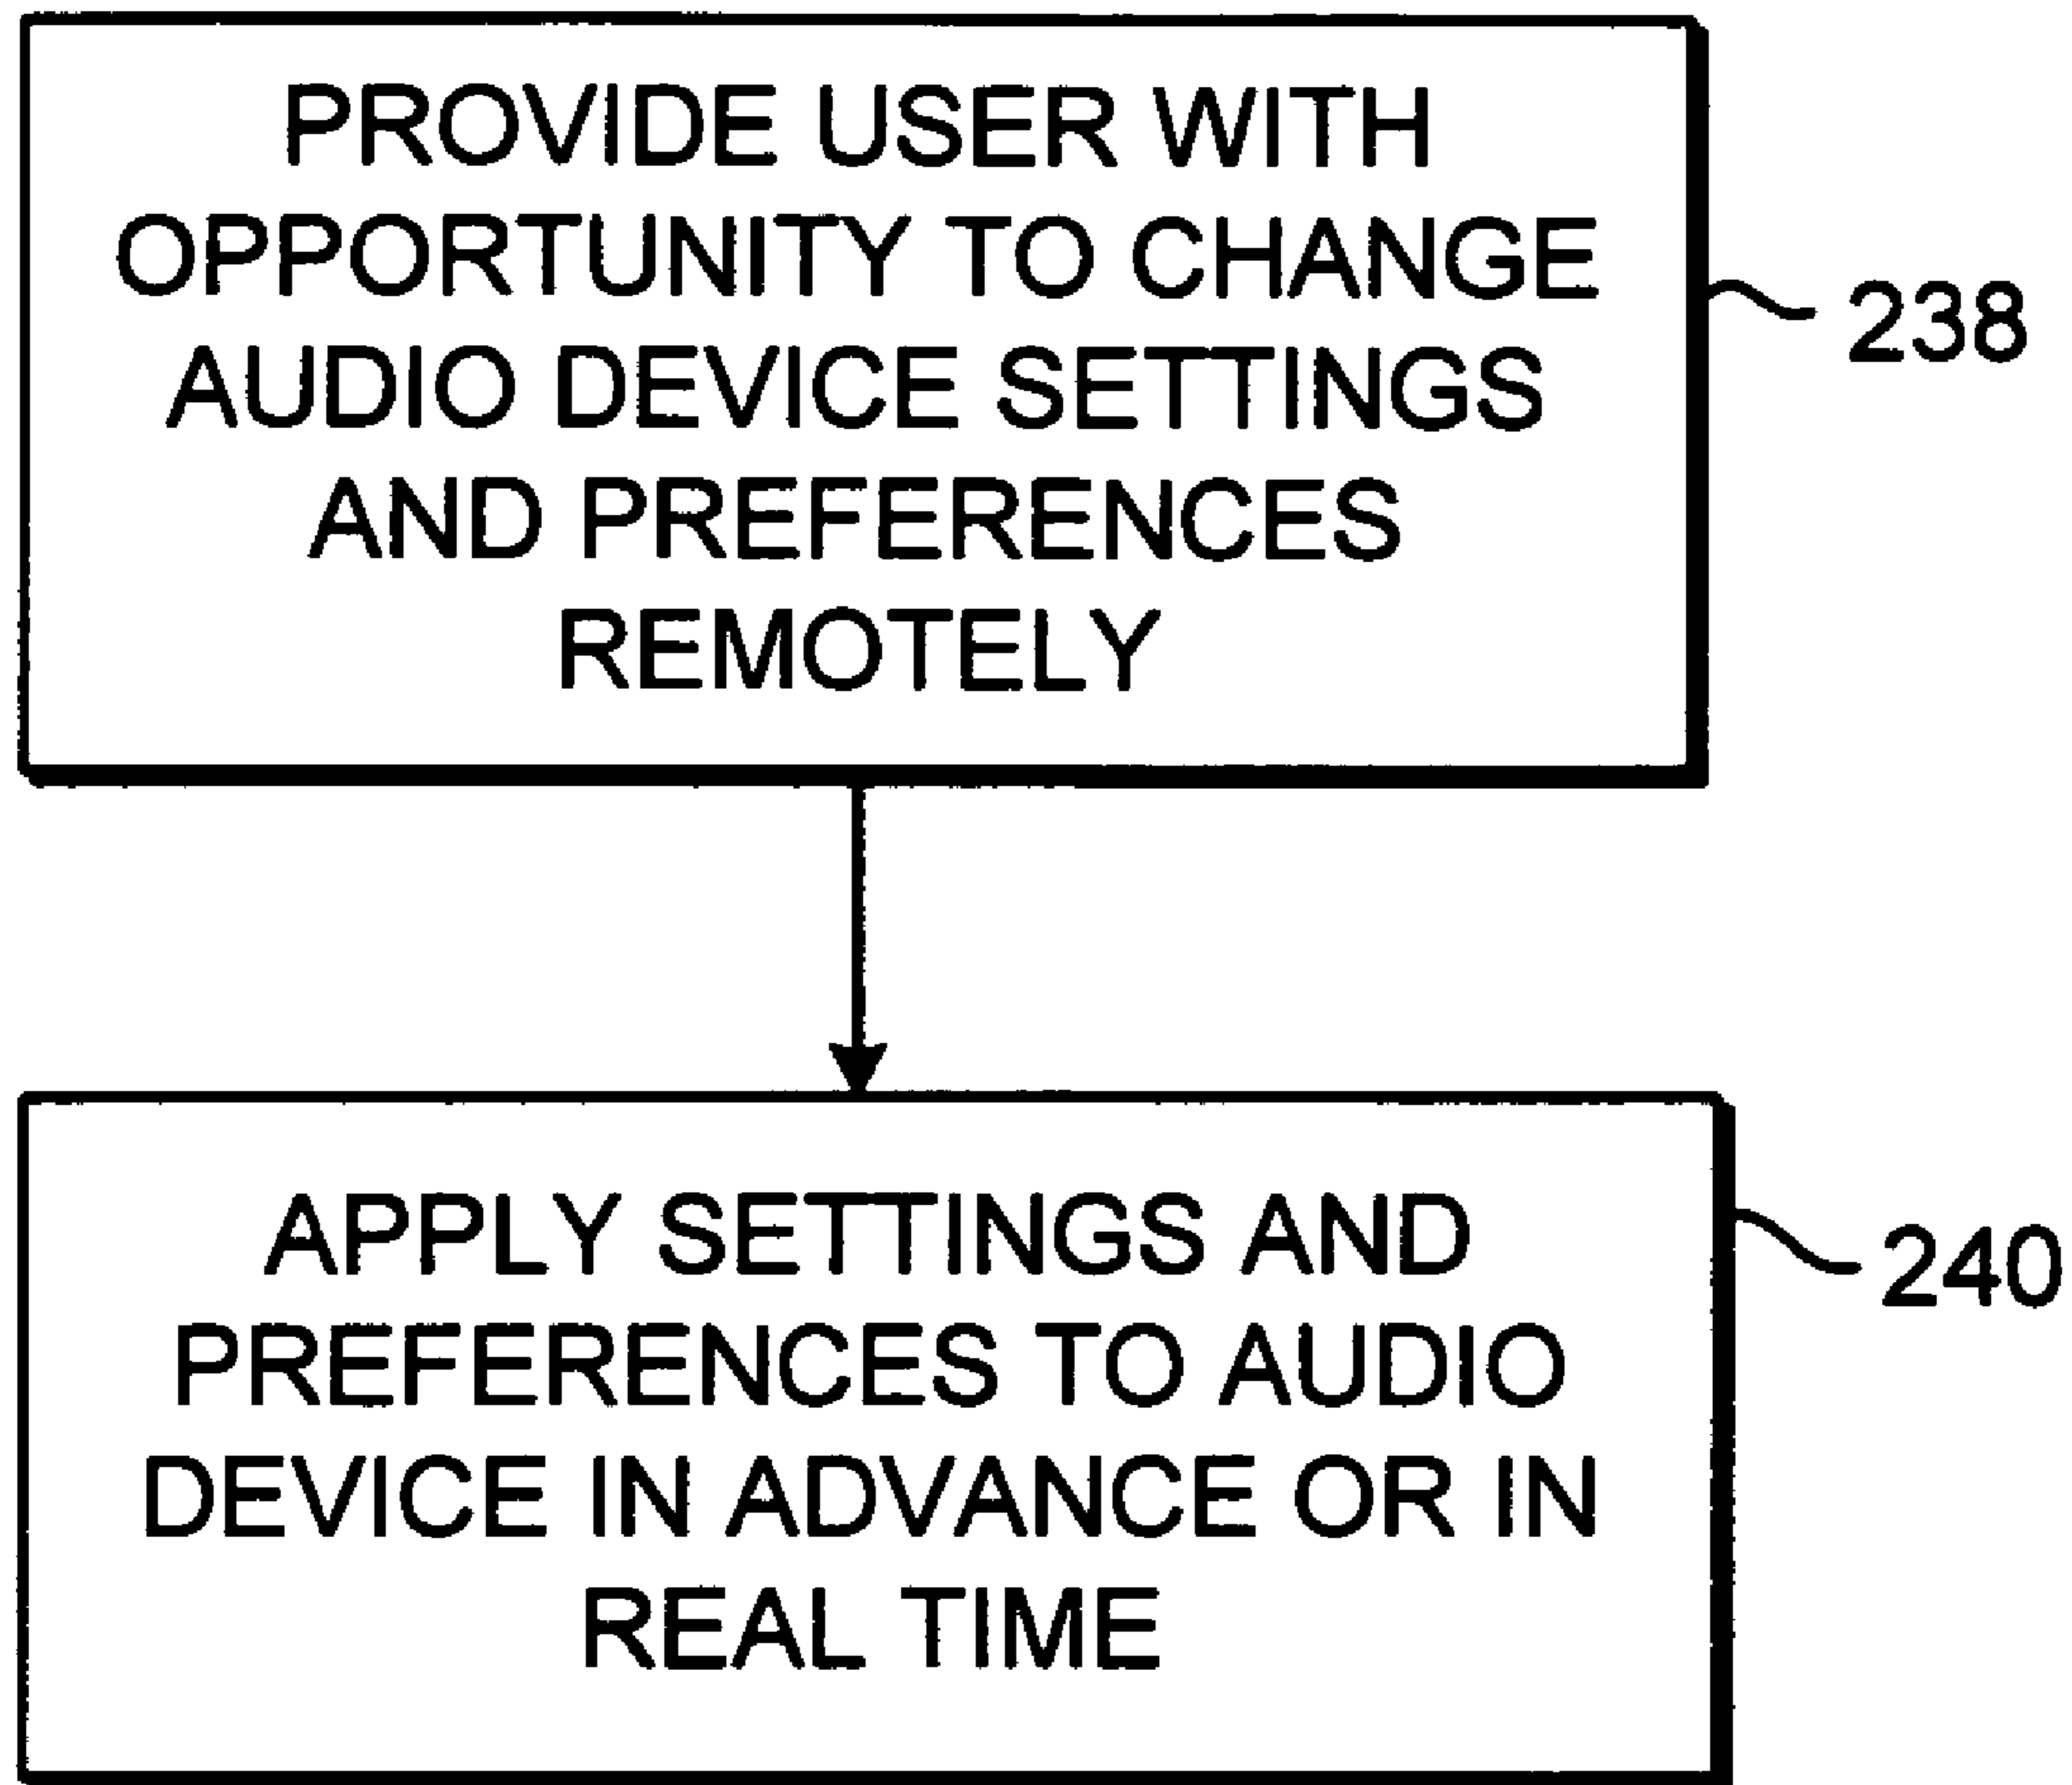 PROVIDE USER WITH
OPPORTUNITY TO CHANGE
AUDIO DEVICE SETTINGS
AND PREFERENCES
REMOTELY
238
APPLY SETTINGS AND
PREFERENCES TO AUDIO
DEVICE IN ADVANCE OR IN
REAL TIME
240